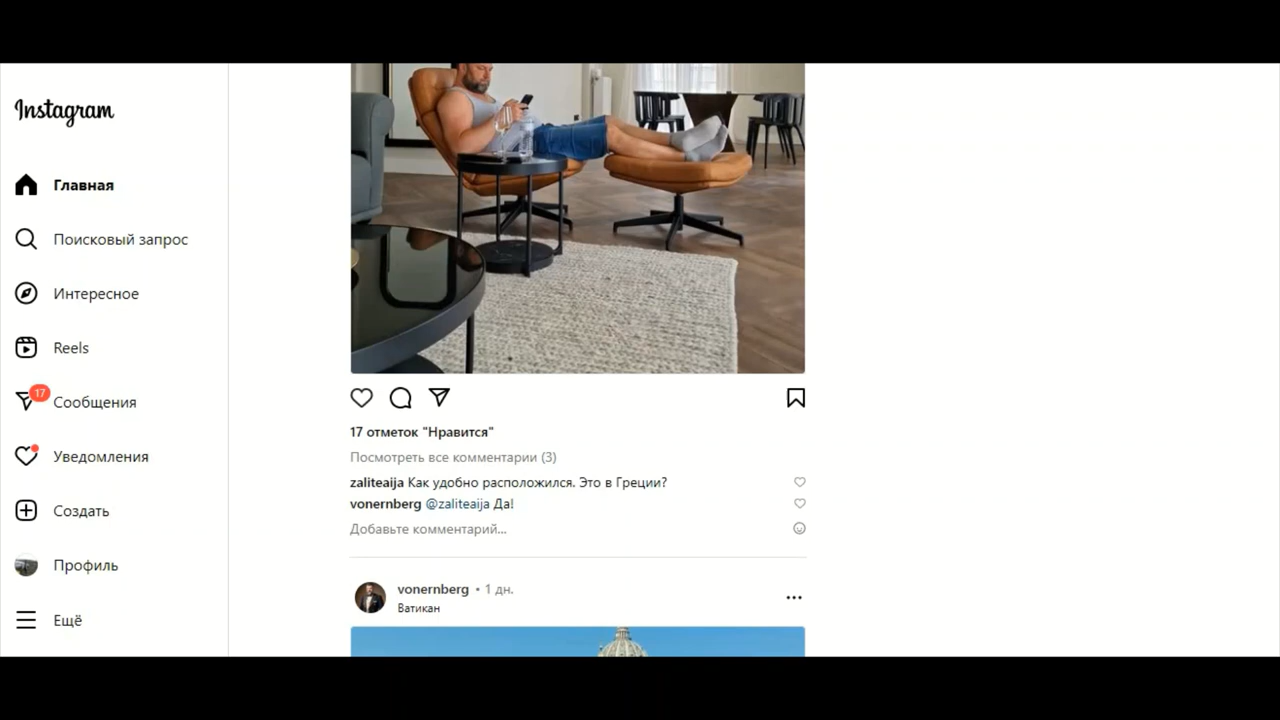 Instagram
Главная
Поисковый запрос
Интересное
Reels
17
Сообщения
Уведомления
Создать
Профиль
Ещё
17 отметок "Нравится"
Посмотреть все комментарии (3)
zaliteaija Как удобно расположился. Это в Греции?
vonernberg @zaliteaija Да!
Добавьте комментарий...
vonernberg • 1 дн.
Ватикан